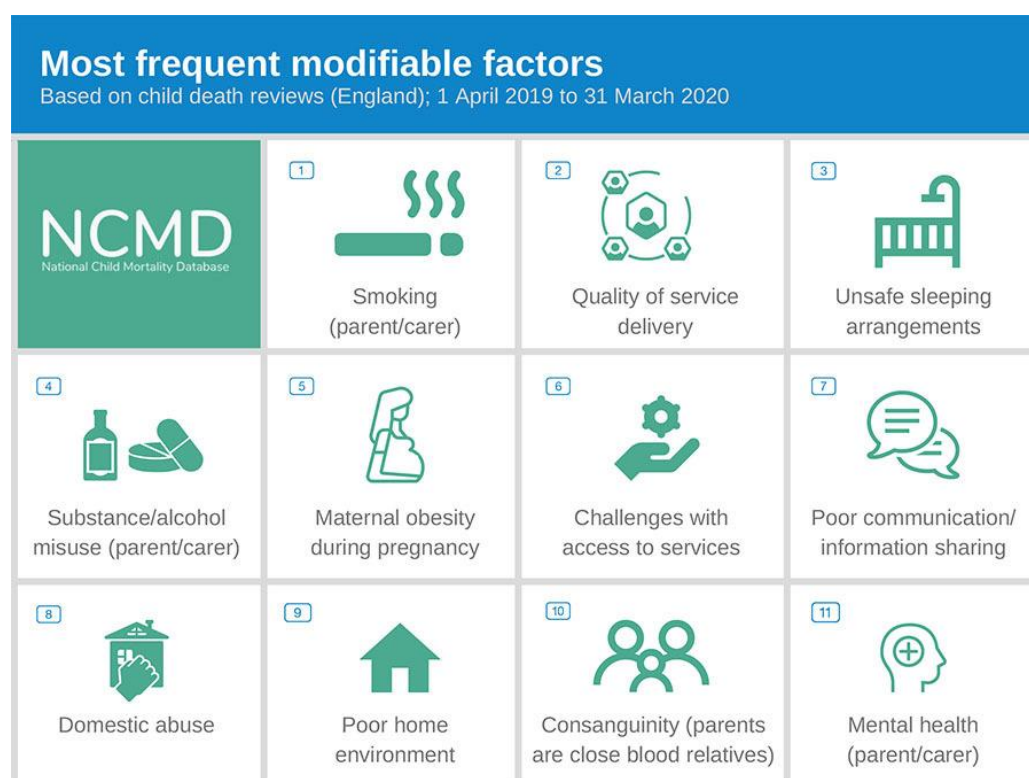 Most frequent modifiable factors
Based on child death reviews (England); 1 April 2019 to 31 March 2020
NCMD
National Child Mortality Database
1
Smoking
(parent/carer)
2
Quality of service
delivery
3
Unsafe sleeping
arrangements
4
Substance/alcohol
misuse (parent/carer)
5
Maternal obesity
during pregnancy
6
Challenges with
access to services
7
Poor communication/
information sharing
8
Domestic abuse
9
Poor home
environment
10
Consanguinity (parents
are close blood relatives)
11
Mental health
(parent/carer)